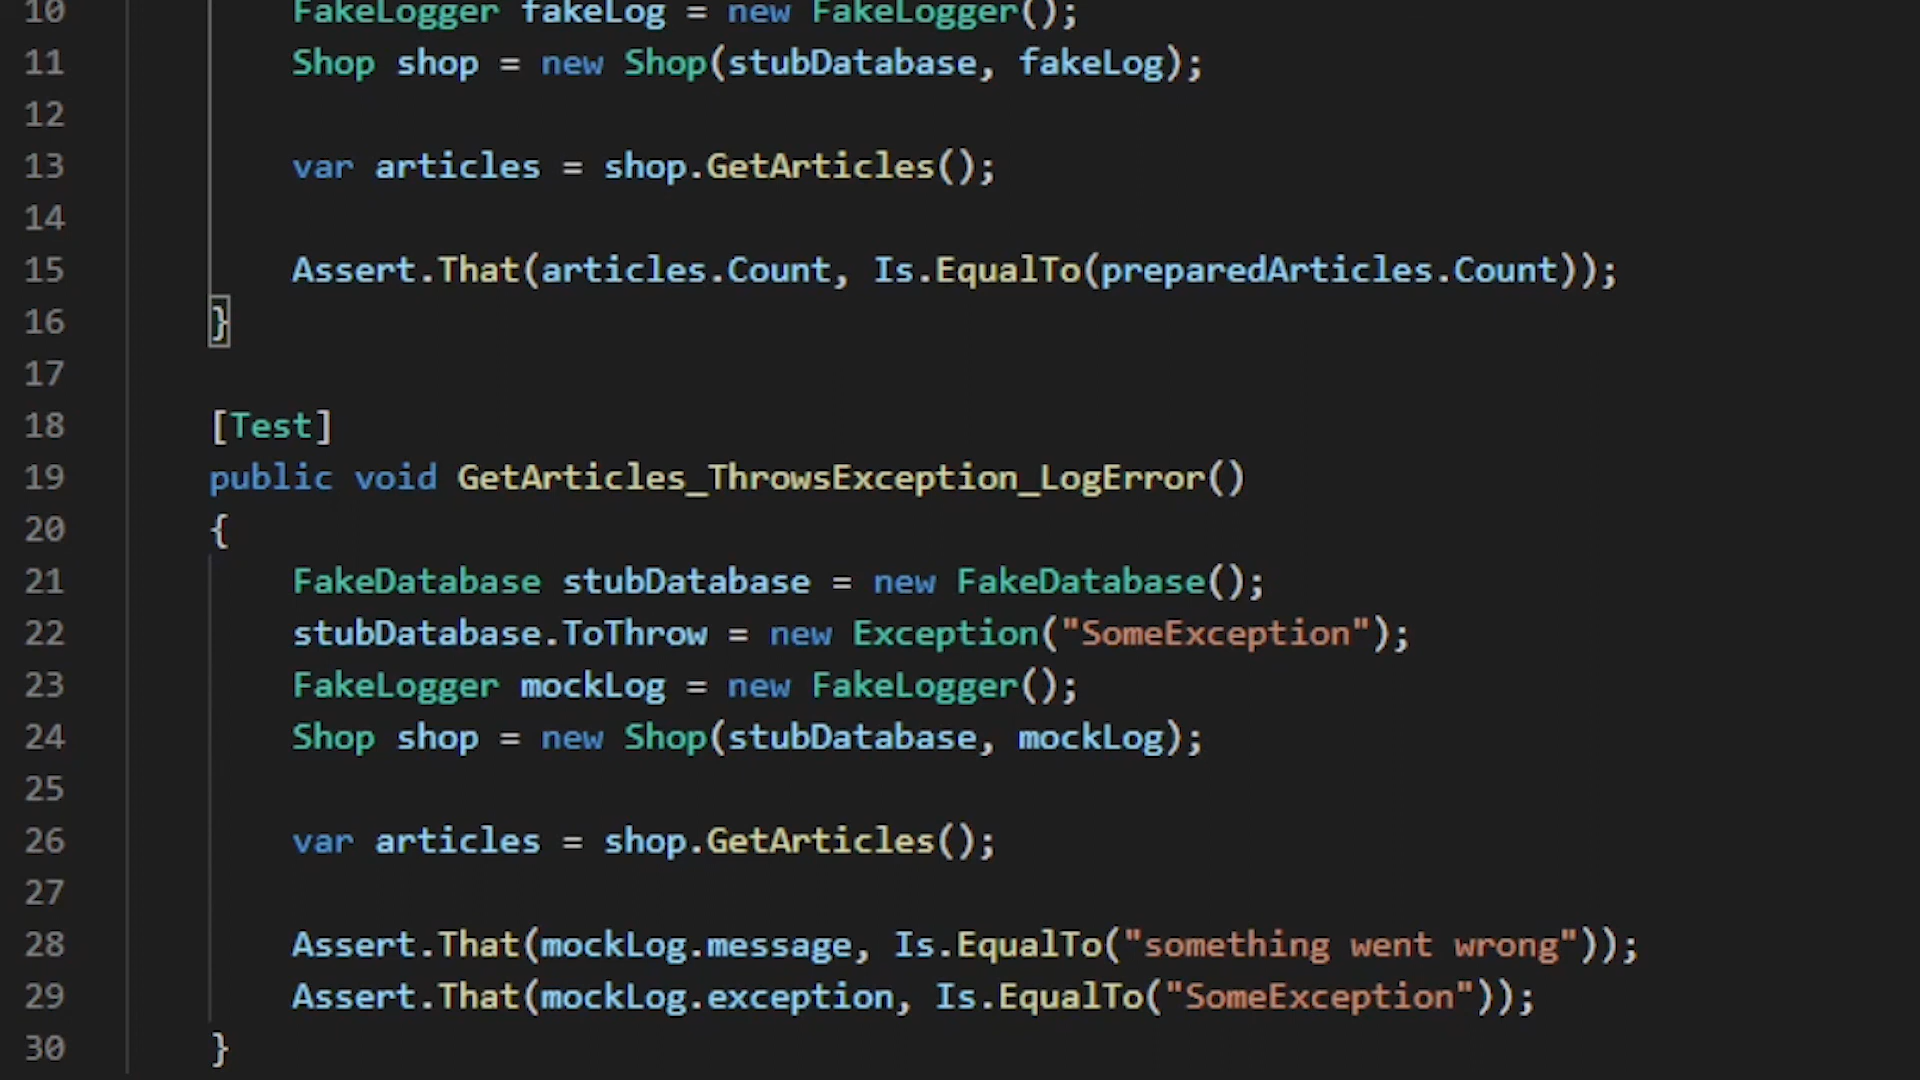 10 FakeLogger fakeLog = new FakeLogger();
11 Shop shop = new Shop(stubDatabase, fakeLog);
12
13 var articles = shop.GetArticles();
14
15 Assert.That(articles.Count, Is.EqualTo(preparedArticles.Count));
16 }
17
18 [Test]
19 public void GetArticles_ThrowsException_LogError()
20 {
21 FakeDatabase stubDatabase = new FakeDatabase();
22 stubDatabase.ToThrow = new Exception("SomeException");
23 FakeLogger mockLog = new FakeLogger();
24 Shop shop = new Shop(stubDatabase, mockLog);
25
26 var articles = shop.GetArticles();
27
28 Assert.That(mockLog.message, Is.EqualTo("something went wrong"));
29 Assert.That(mockLog.exception, Is.EqualTo("SomeException"));
30 }